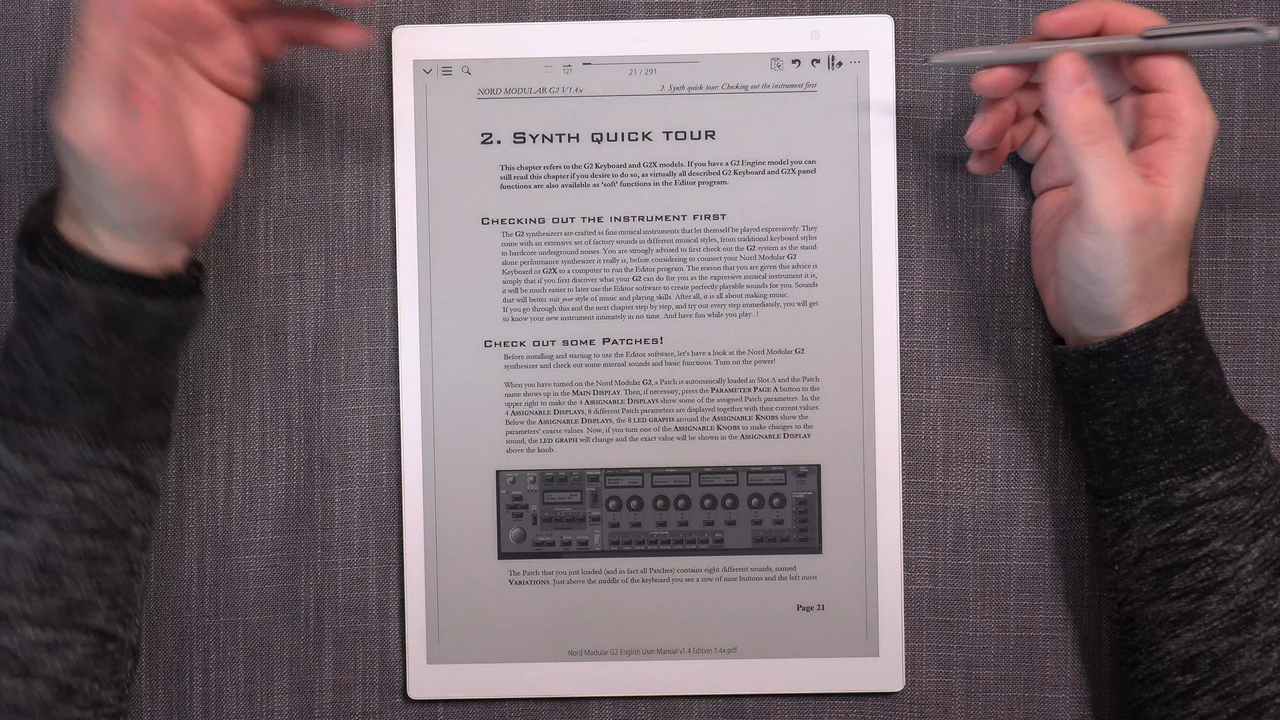 121
21 / 291
NORD MODULAR G2 V1.4x 2. Synth quick tour: Checking out the instrument first
2. SYNTH QUICK TOUR
This chapter refers to the G2 Keyboard and G2X models. If you have a G2 Engine model you can
still read this chapter if you desire to do so, as virtually all described G2 Keyboard and G2X panel
functions are also available as 'soft' functions in the Editor program.
CHECKING OUT THE INSTRUMENT FIRST
The G2 synthesizers are crafted as fine musical instruments that let themself be played expressively. They
come with an extensive set of factory sounds in different musical styles, from traditional keyboard styles
to hardcore underground noises. You are strongly advised to first check out the G2 system as the stand
alone performance synthesizer it really is, before considering to connect your Nord Modular G2
Keyboard or G2X to a computer to run the Editor program. The reason that you are given this advice is
simply that if you first discover what your G2 can do for you as the expressive musical instrument it is,
it will be much easier to later use the Editor software to create perfectly playable sounds for you. Sounds
that will better suit your style of music and playing skills. After all, it is all about making music.
If you go through this and the next chapter step by step, and try out every step immediately, you will get
to know your new instrument intimately in no time. And have fun while you play..!
CHECK OUT SOME PATCHES!
Before installing and starting to use the Editor software, let's have a look at the Nord Modular G2
synthesizer and check out some internal sounds and basic functions. Turn on the power!
When you have turned on the Nord Modular G2, a Patch is automatically loaded in Slot A and the Patch
name shows up in the MAIN DISPLAY. Then, if necessary, press the PARAMETER PAGE A button to the
upper right to make the 4 ASSIGNABLE DISPLAYS show some of the assigned Patch parameters. In the
4 ASSIGNABLE DISPLAYS, 8 different Patch parameters are displayed together with their current values.
Below the ASSIGNABLE DISPLAYS, the 8 LED GRAPHS around the ASSIGNABLE KNOBS show the
parameters' coarse values. Now, if you turn one of the ASSIGNABLE KNOBS to make changes to the
sound, the LED GRAPH will change and the exact value will be shown in the ASSIGNABLE DISPLAY
above the knob.
The Patch that you just loaded (and in fact all Patches) contains eight different sounds, named
VARIATIONS. Just above the middle of the keyboard you see a row of nine buttons and the left most
Page 21
Nord Modular G2 English User Manual v1.4 Edition 1.4x.pdf